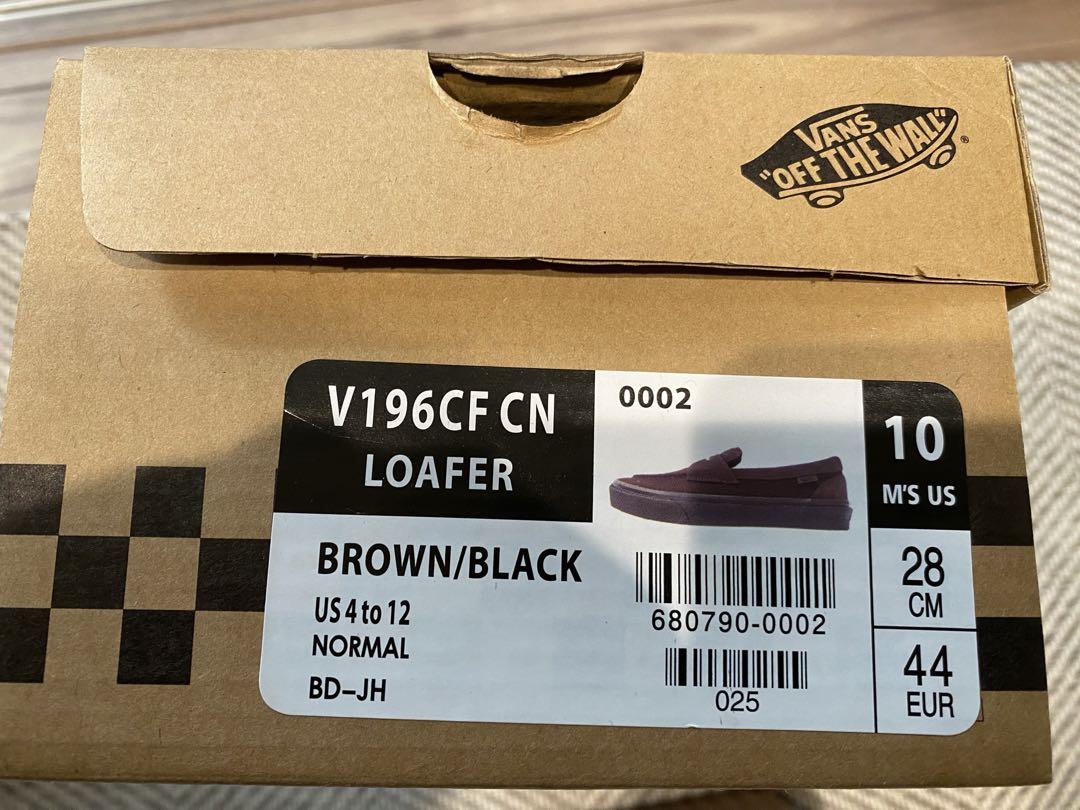 VANS
"OFF THE WALL"
®
V196CF CN
LOAFER
0002
10
M'S US
BROWN/BLACK
US 4 to 12
NORMAL
BD-JH
680790-0002
025
28
CM
44
EUR